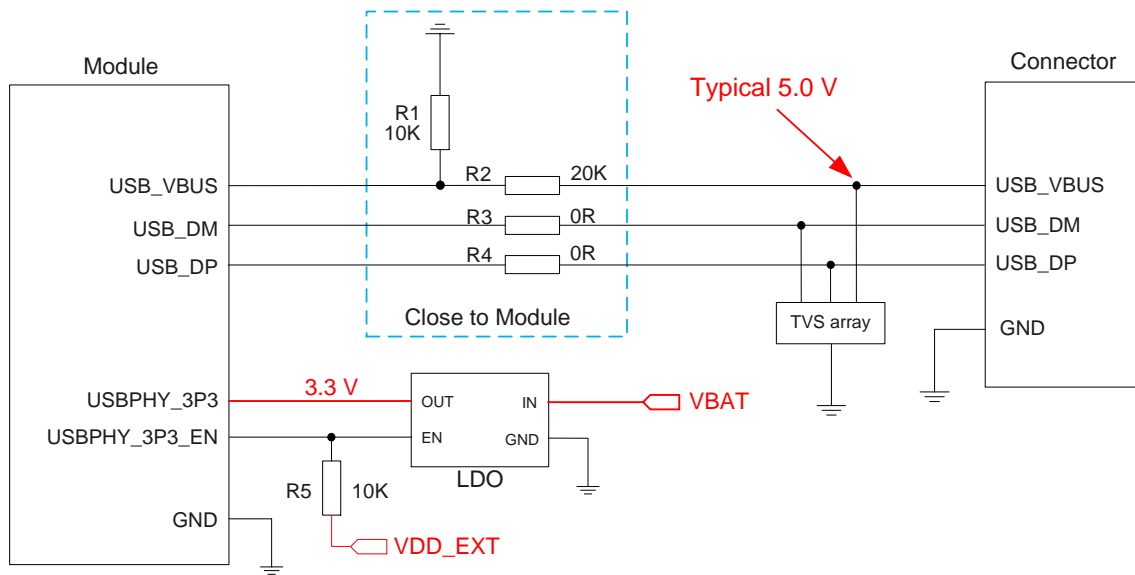 Module
Connector
Typical 5.0 V
R1
10K
USB_VBUS
R2
20K
USB_VBUS
USB_DM
R3
0R
USB_DM
USB_DP
R4
0R
USB_DP
Close to Module
TVS array
GND
USBPHY_3P3
3.3 V
OUT
IN
VBAT
USBPHY_3P3_EN
EN
GND
LDO
R5
10K
GND
VDD_EXT